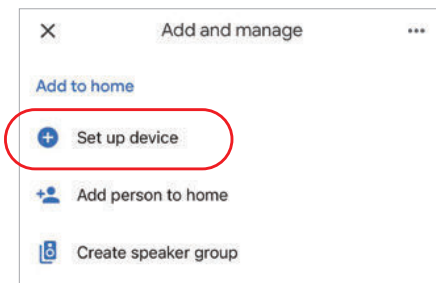 Add and manage
Add to home
Set up device
Add person to home
Create speaker group